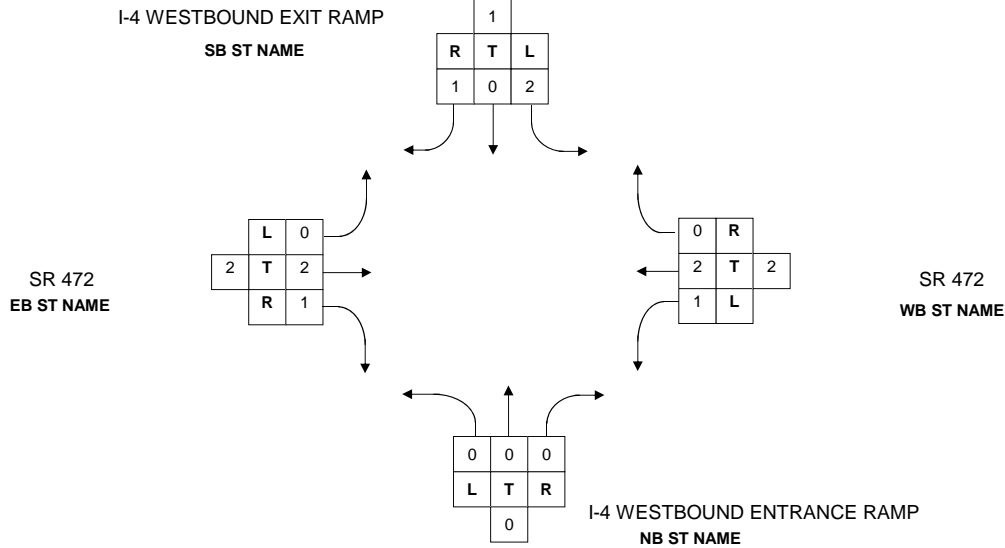 I-4 WESTBOUND EXIT RAMP
SB ST NAME
1
R T L
1 0 2
L 0
2 T 2
R 1
SR 472
EB ST NAME
0 R
2 T 2
1 L
SR 472
WB ST NAME
0 0 0
L T R
0
I-4 WESTBOUND ENTRANCE RAMP
NB ST NAME